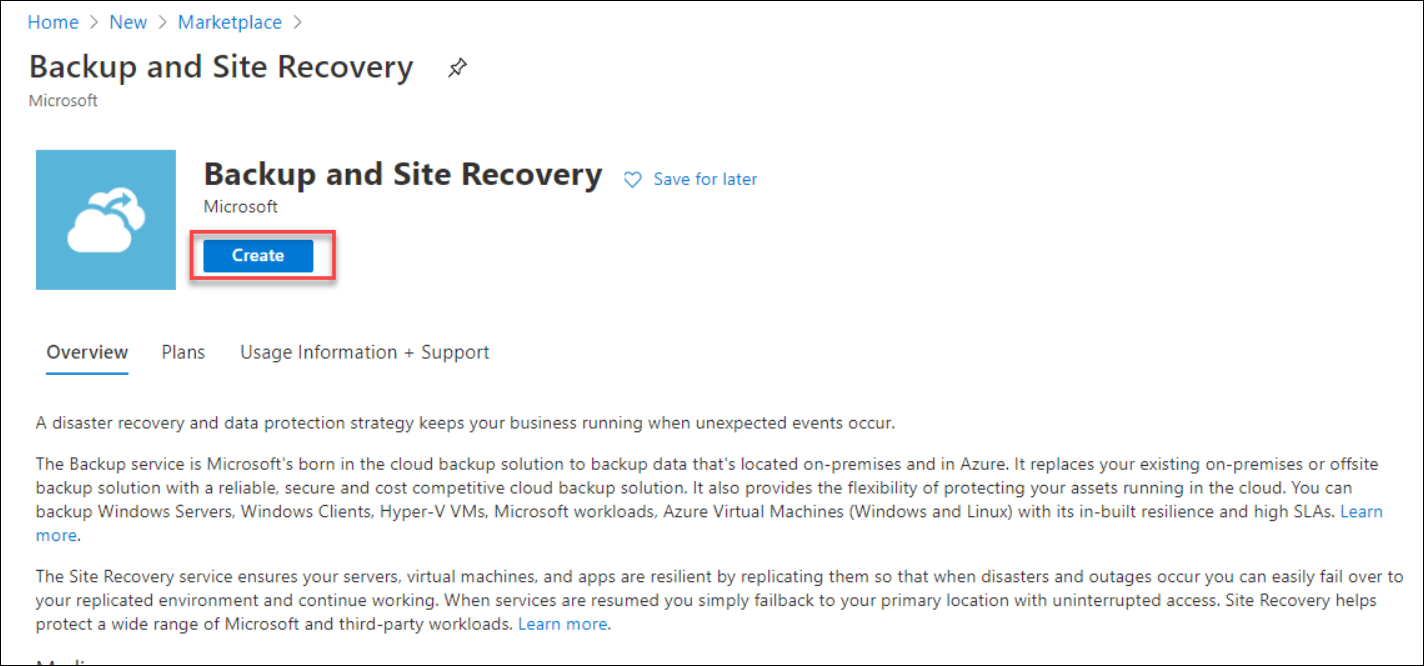 Home > New > Marketplace >
Backup and Site Recovery
Microsoft
Backup and Site Recovery
Save for later
Microsoft
Create
Overview Plans Usage Information + Support
A disaster recovery and data protection strategy keeps your business running when unexpected events occur.
The Backup service is Microsoft's born in the cloud backup solution to backup data that's located on-premises and in Azure. It replaces your existing on-premises or offsite
backup solution with a reliable, secure and cost competitive cloud backup solution. It also provides the flexibility of protecting your assets running in the cloud. You can
backup Windows Servers, Windows Clients, Hyper-V VMs, Microsoft workloads, Azure Virtual Machines (Windows and Linux) with its in-built resilience and high SLAs. Learn
more.
The Site Recovery service ensures your servers, virtual machines, and apps are resilient by replicating them so that when disasters and outages occur you can easily fail over to
your replicated environment and continue working. When services are resumed you simply failback to your primary location with uninterrupted access. Site Recovery helps
protect a wide range of Microsoft and third-party workloads. Learn more.